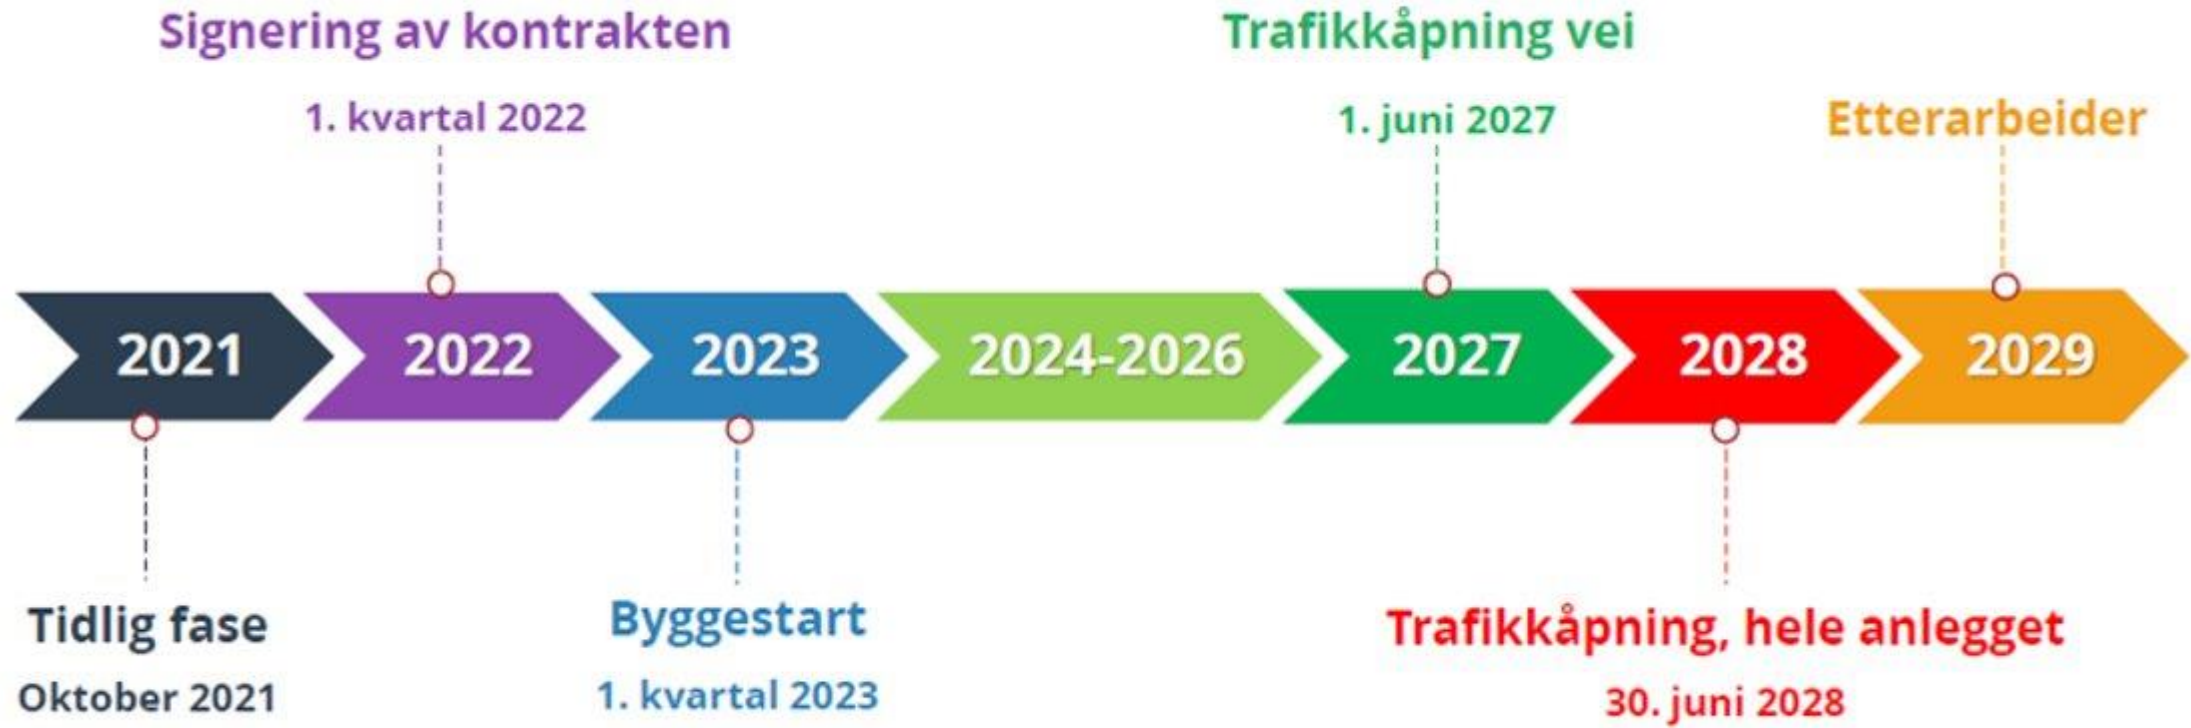 Signering av kontrakten
1. kvartal 2022
Trafikkåpning vei
1. juni 2027
Etterarbeider
2021
2022
2023
2024-2026
2027
2028
2029
Tidlig fase
Oktober 2021
Byggestart
1. kvartal 2023
Trafikkåpning, hele anlegget
30. juni 2028